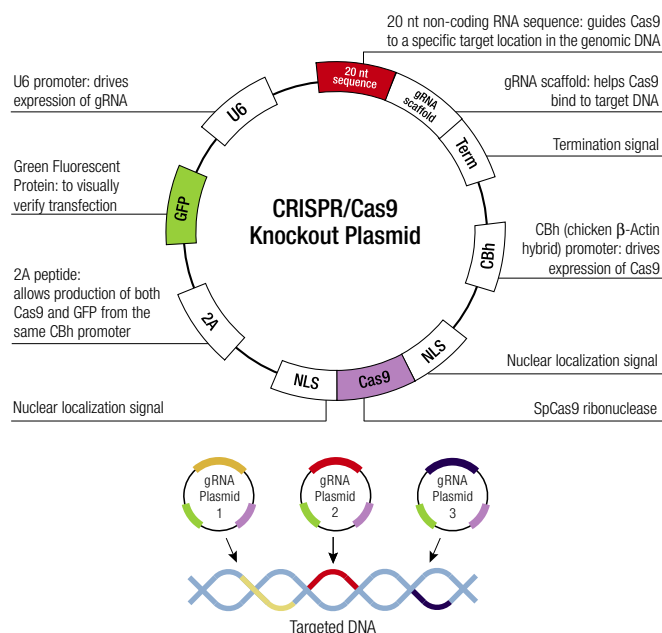 20 nt non-coding RNA sequence: guides Cas9
to a specific target location in the genomic DNA
U6 promoter: drives
expression of gRNA
gRNA scaffold: helps Cas9
bind to target DNA
Termination signal
Green Fluorescent
Protein: to visually
verify transfection
CBh (chicken β-Actin
hybrid) promoter: drives
expression of Cas9
2A peptide:
allows production of both
Cas9 and GFP from the
same CBh promoter
Nuclear localization signal
Nuclear localization signal
SpCas9 ribonuclease
20 nt
sequence
gRNA
scaffold
Term
CBh
NLS
Cas9
NLS
2A
GFP
U6
CRISPR/Cas9
Knockout Plasmid
gRNA
Plasmid
1
gRNA
Plasmid
2
gRNA
Plasmid
3
Targeted DNA